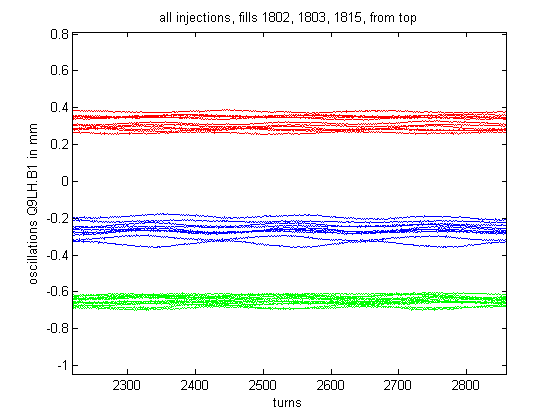 all injections, fills 1802, 1803, 1815, from top
0.8
0.6
0.4
0.2
0
-0.2
-0.4
-0.6
-0.8
-1
oscillations Q9LH.B1 in mm
2300 2400 2500 2600 2700 2800
turns